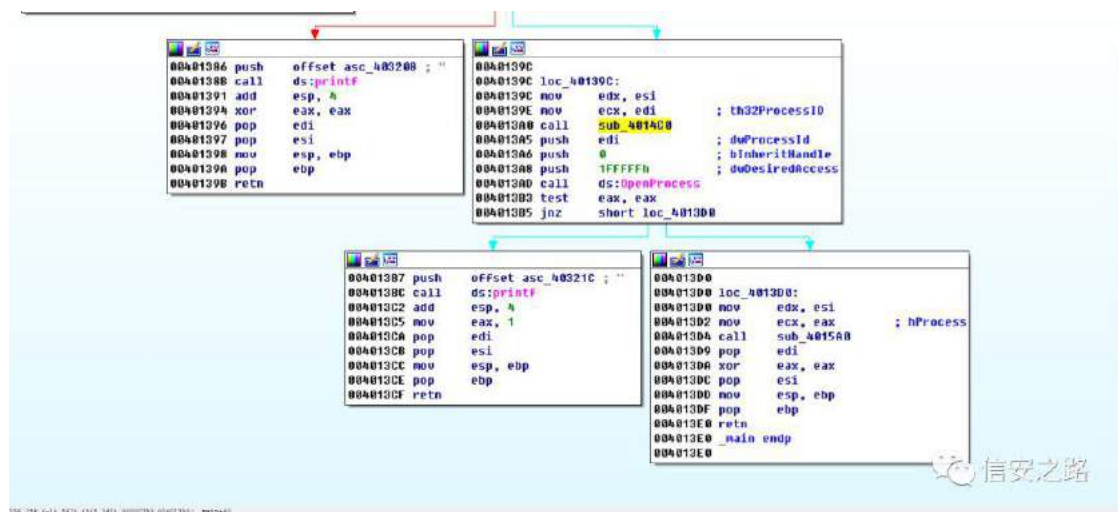 00401386 push offset asc_403208 ; "
0040138B call ds:printf
00401391 add esp, 4
00401394 xor eax, eax
00401396 pop edi
00401397 pop esi
00401398 mov esp, ebp
0040139A pop ebp
0040139B retn
0040139C
0040139C loc_40139C:
0040139C mov edx, esi
0040139E mov ecx, edi ; th32ProcessID
004013A0 call sub_4014C0
004013A5 push edi ; dwProcessId
004013A6 push 0 ; bInheritHandle
004013A8 push 1FFFFFh ; dwDesiredAccess
004013AD call ds:OpenProcess
004013B3 test eax, eax
004013B5 jnz short loc_4013D0
004013B7 push offset asc_40321C ; "
004013BC call ds:printf
004013C2 add esp, 4
004013C5 mov eax, 1
004013CA pop edi
004013CB pop esi
004013CC mov esp, ebp
004013CE pop ebp
004013CF retn
004013D0
004013D0 loc_4013D0:
004013D0 mov edx, esi
004013D2 mov ecx, eax ; hProcess
004013D4 call sub_4015A0
004013D9 pop edi
004013DA xor eax, eax
004013DC pop esi
004013DD mov esp, ebp
004013DF pop ebp
004013E0 retn
004013E0 _main endp
004013E0
信安之路